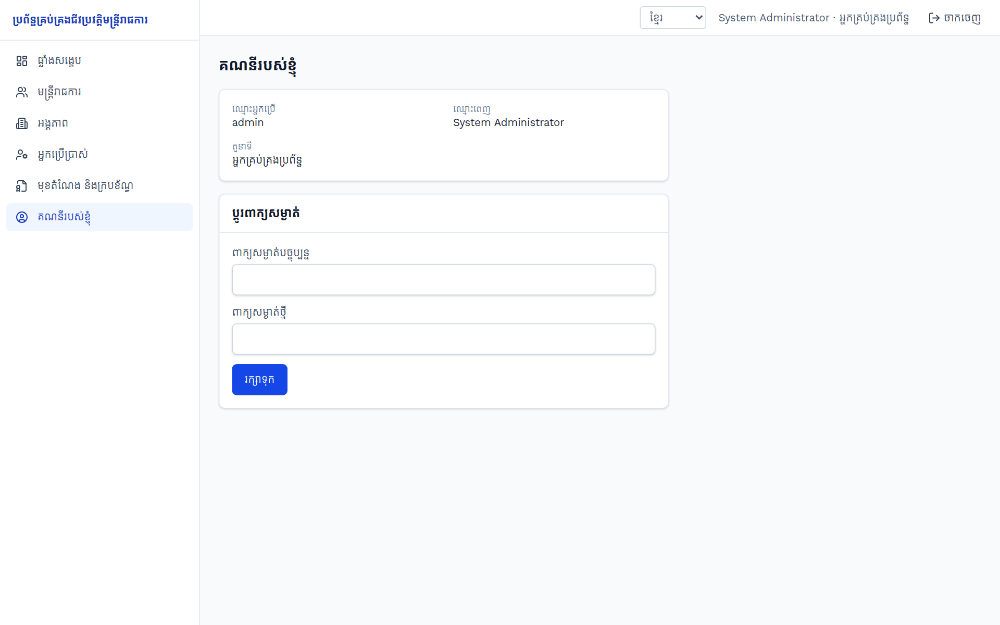 ប្រព័ន្ធគ្រប់គ្រងជីវប្រវត្តិមន្ត្រីរាជការ
ខ្មែរ
System Administrator · អ្នកគ្រប់គ្រងប្រព័ន្ធ
ចាកចេញ
ផ្ទាំងសង្ខេប
មន្ត្រីរាជការ
អង្គភាព
អ្នកប្រើប្រាស់
មុខតំណែង និងក្របខ័ណ្ឌ
គណនីរបស់ខ្ញុំ
គណនីរបស់ខ្ញុំ
ឈ្មោះអ្នកប្រើ
admin
ឈ្មោះពេញ
System Administrator
តួនាទី
អ្នកគ្រប់គ្រងប្រព័ន្ធ
ប្តូរពាក្យសម្ងាត់
ពាក្យសម្ងាត់បច្ចុប្បន្ន
ពាក្យសម្ងាត់ថ្មី
រក្សាទុក